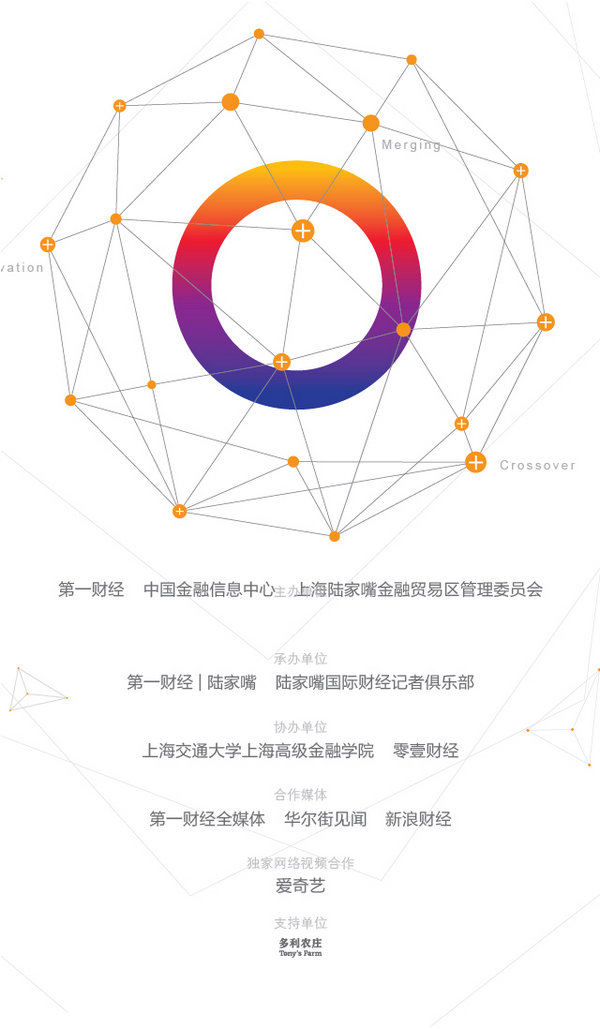 Merging
vation
Crossover
主办单位
第一财经 中国金融信息中心 上海陆家嘴金融贸易区管理委员会
承办单位
第一财经 | 陆家嘴 陆家嘴国际财经记者俱乐部
协办单位
上海交通大学上海高级金融学院 零壹财经
合作媒体
第一财经全媒体 华尔街见闻 新浪财经
独家网络视频合作
爱奇艺
支持单位
多利农庄
Tony's Farm